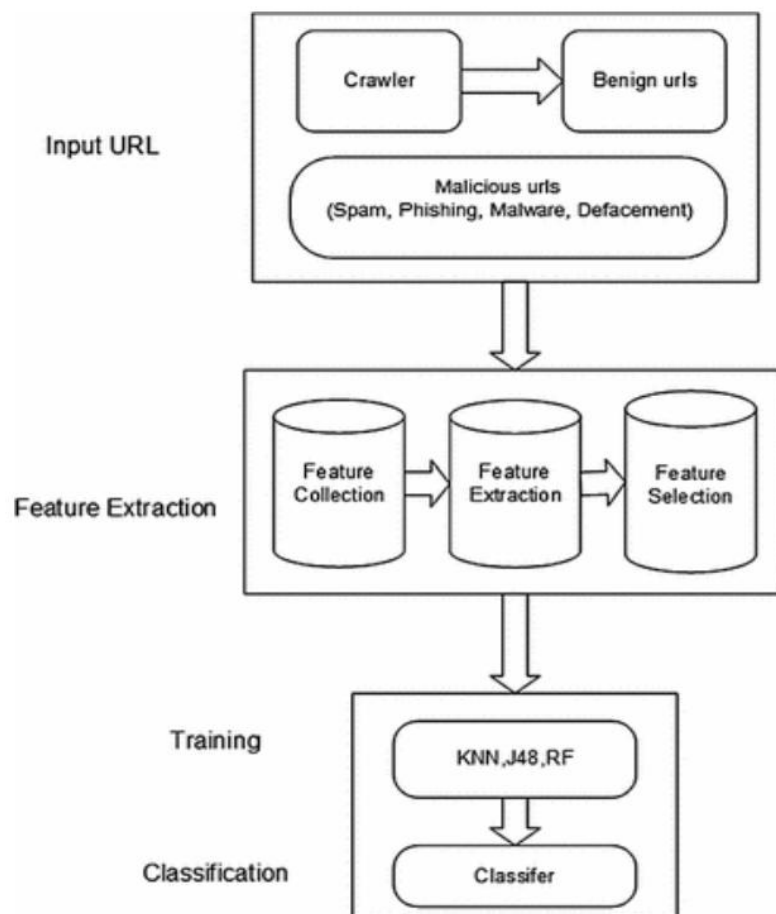 Crawler
Benign urls
Input URL
Malicious urls
(Spam, Phishing, Malware, Defacement)
Feature
Collection
Feature
Extraction
Feature
Selection
Feature Extraction
Training
KNN,J48,RF
Classification
Classifer